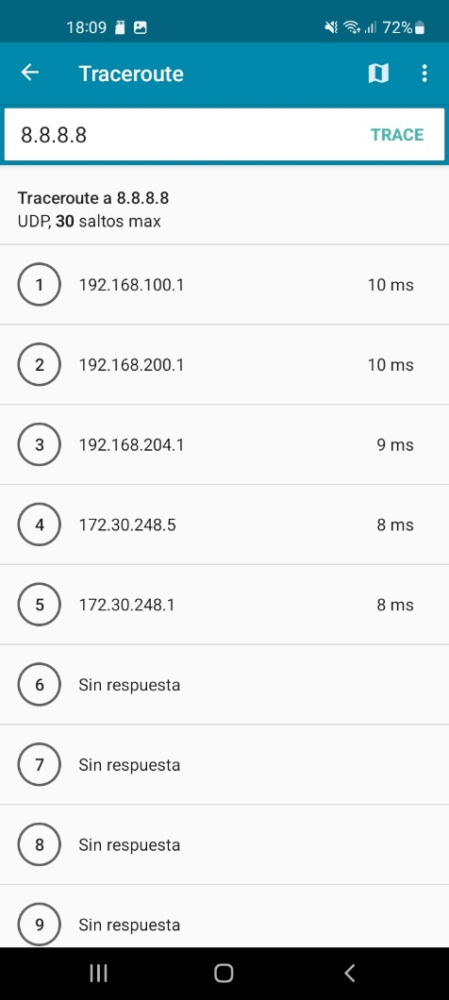 18:09 72%
Traceroute
8.8.8.8 TRACE
Traceroute a 8.8.8.8
UDP, 30 saltos max
1 192.168.100.1 10 ms
2 192.168.200.1 10 ms
3 192.168.204.1 9 ms
4 172.30.248.5 8 ms
5 172.30.248.1 8 ms
6 Sin respuesta
7 Sin respuesta
8 Sin respuesta
9 Sin respuesta